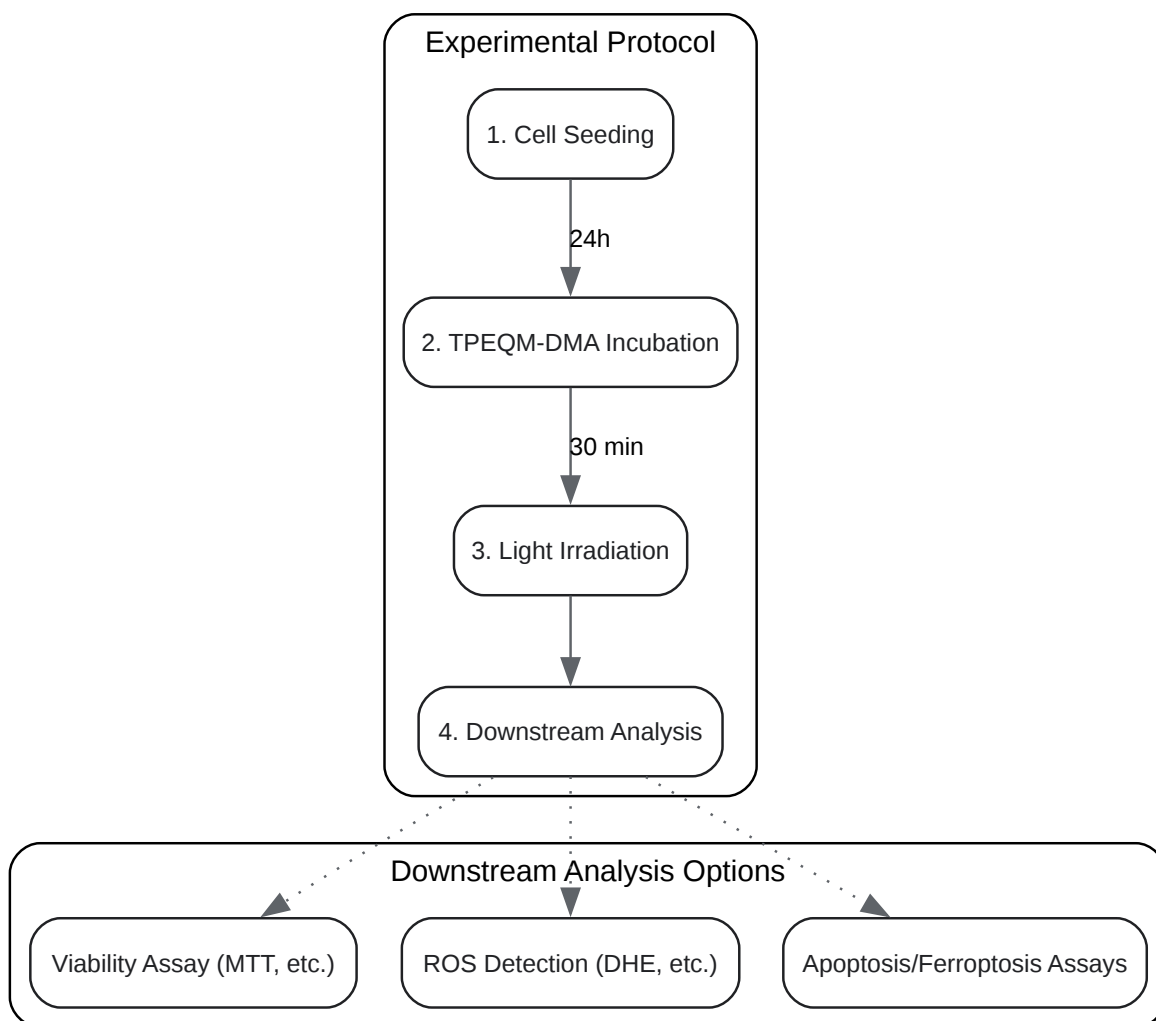 Experimental Protocol
1. Cell Seeding
24h
2. TPEQM-DMA Incubation
30 min
3. Light Irradiation
4. Downstream Analysis
Downstream Analysis Options
Viability Assay (MTT, etc.)
ROS Detection (DHE, etc.)
Apoptosis/Ferroptosis Assays